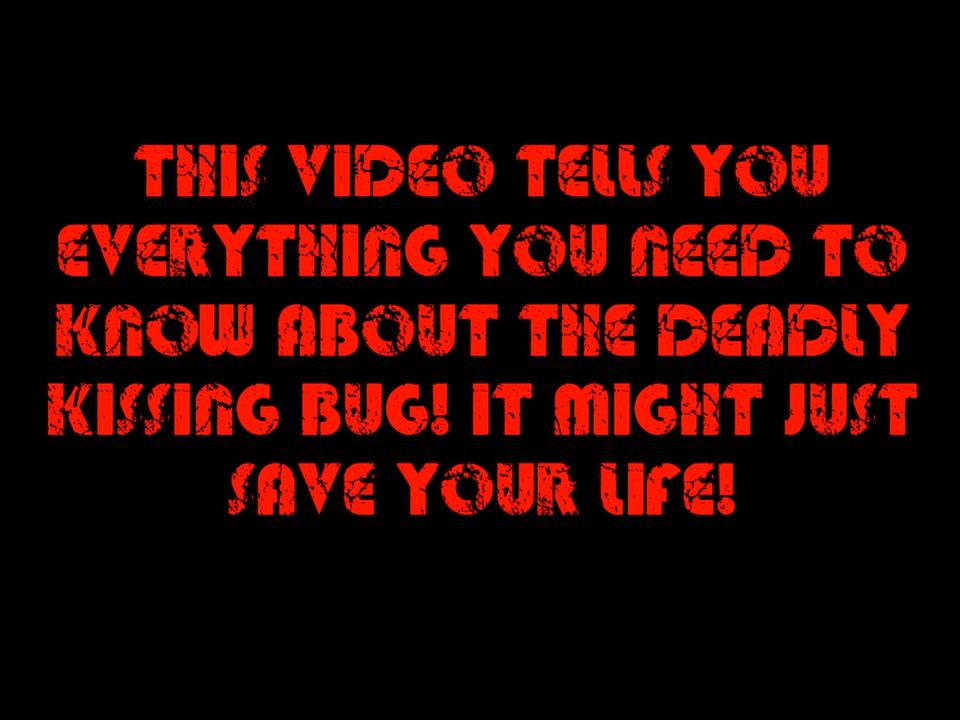 THIS VIDEO TELLS YOU
EVERYTHING YOU NEED TO
KNOW ABOUT THE DEADLY
KISSING BUG! IT MIGHT JUST
SAVE YOUR LIFE!